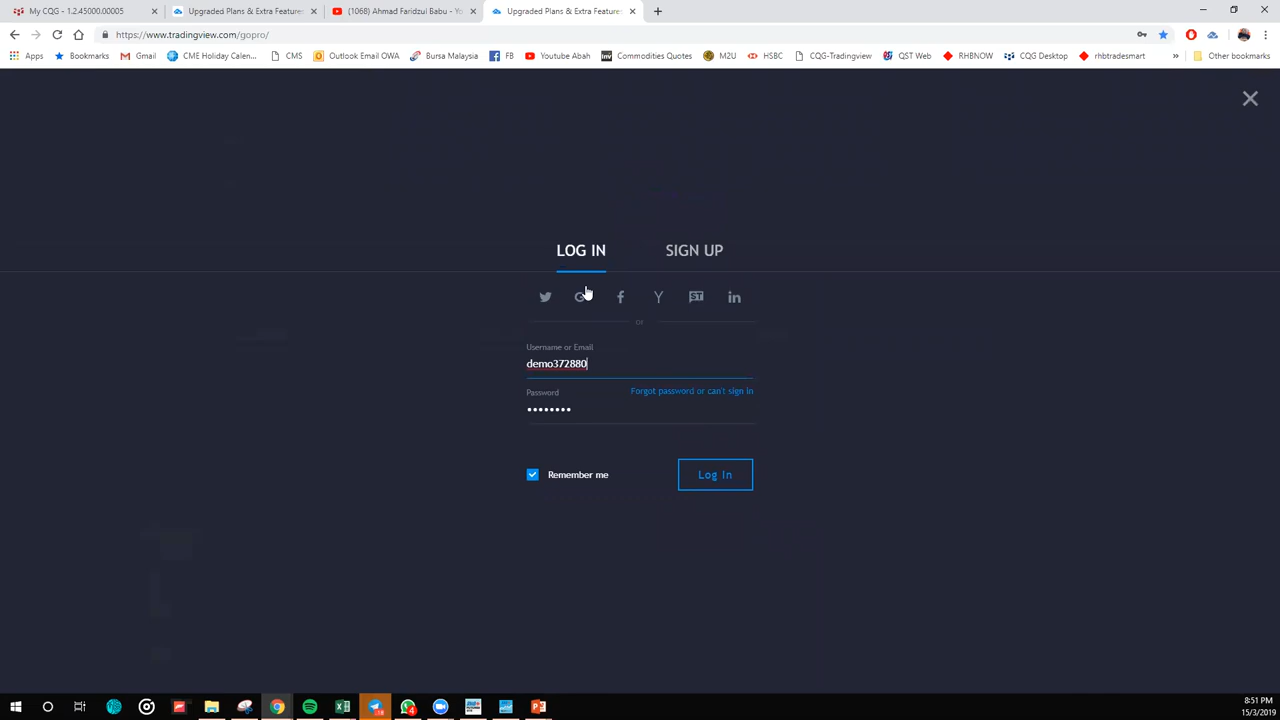 My CQG - 1.2.45000.00005
Upgraded Plans & Extra Features
(1068) Ahmad Faridzul Babu - Yo
Upgraded Plans & Extra Features
https://www.tradingview.com/gopro/
Apps
Bookmarks
Gmail
CME Holiday Calen...
CMS
Outlook Email OWA
Bursa Malaysia
FB
Youtube Abah
Commodities Quotes
M2U
HSBC
CQG-Tradingview
QST Web
RHBNOW
CQG Desktop
rhbtradesmart
»
Other bookmarks
LOG IN
SIGN UP
or
Username or Email
demo372880
Password
Forgot password or can't sign in
••••••••
Remember me
Log In
8:51 PM
15/3/2019